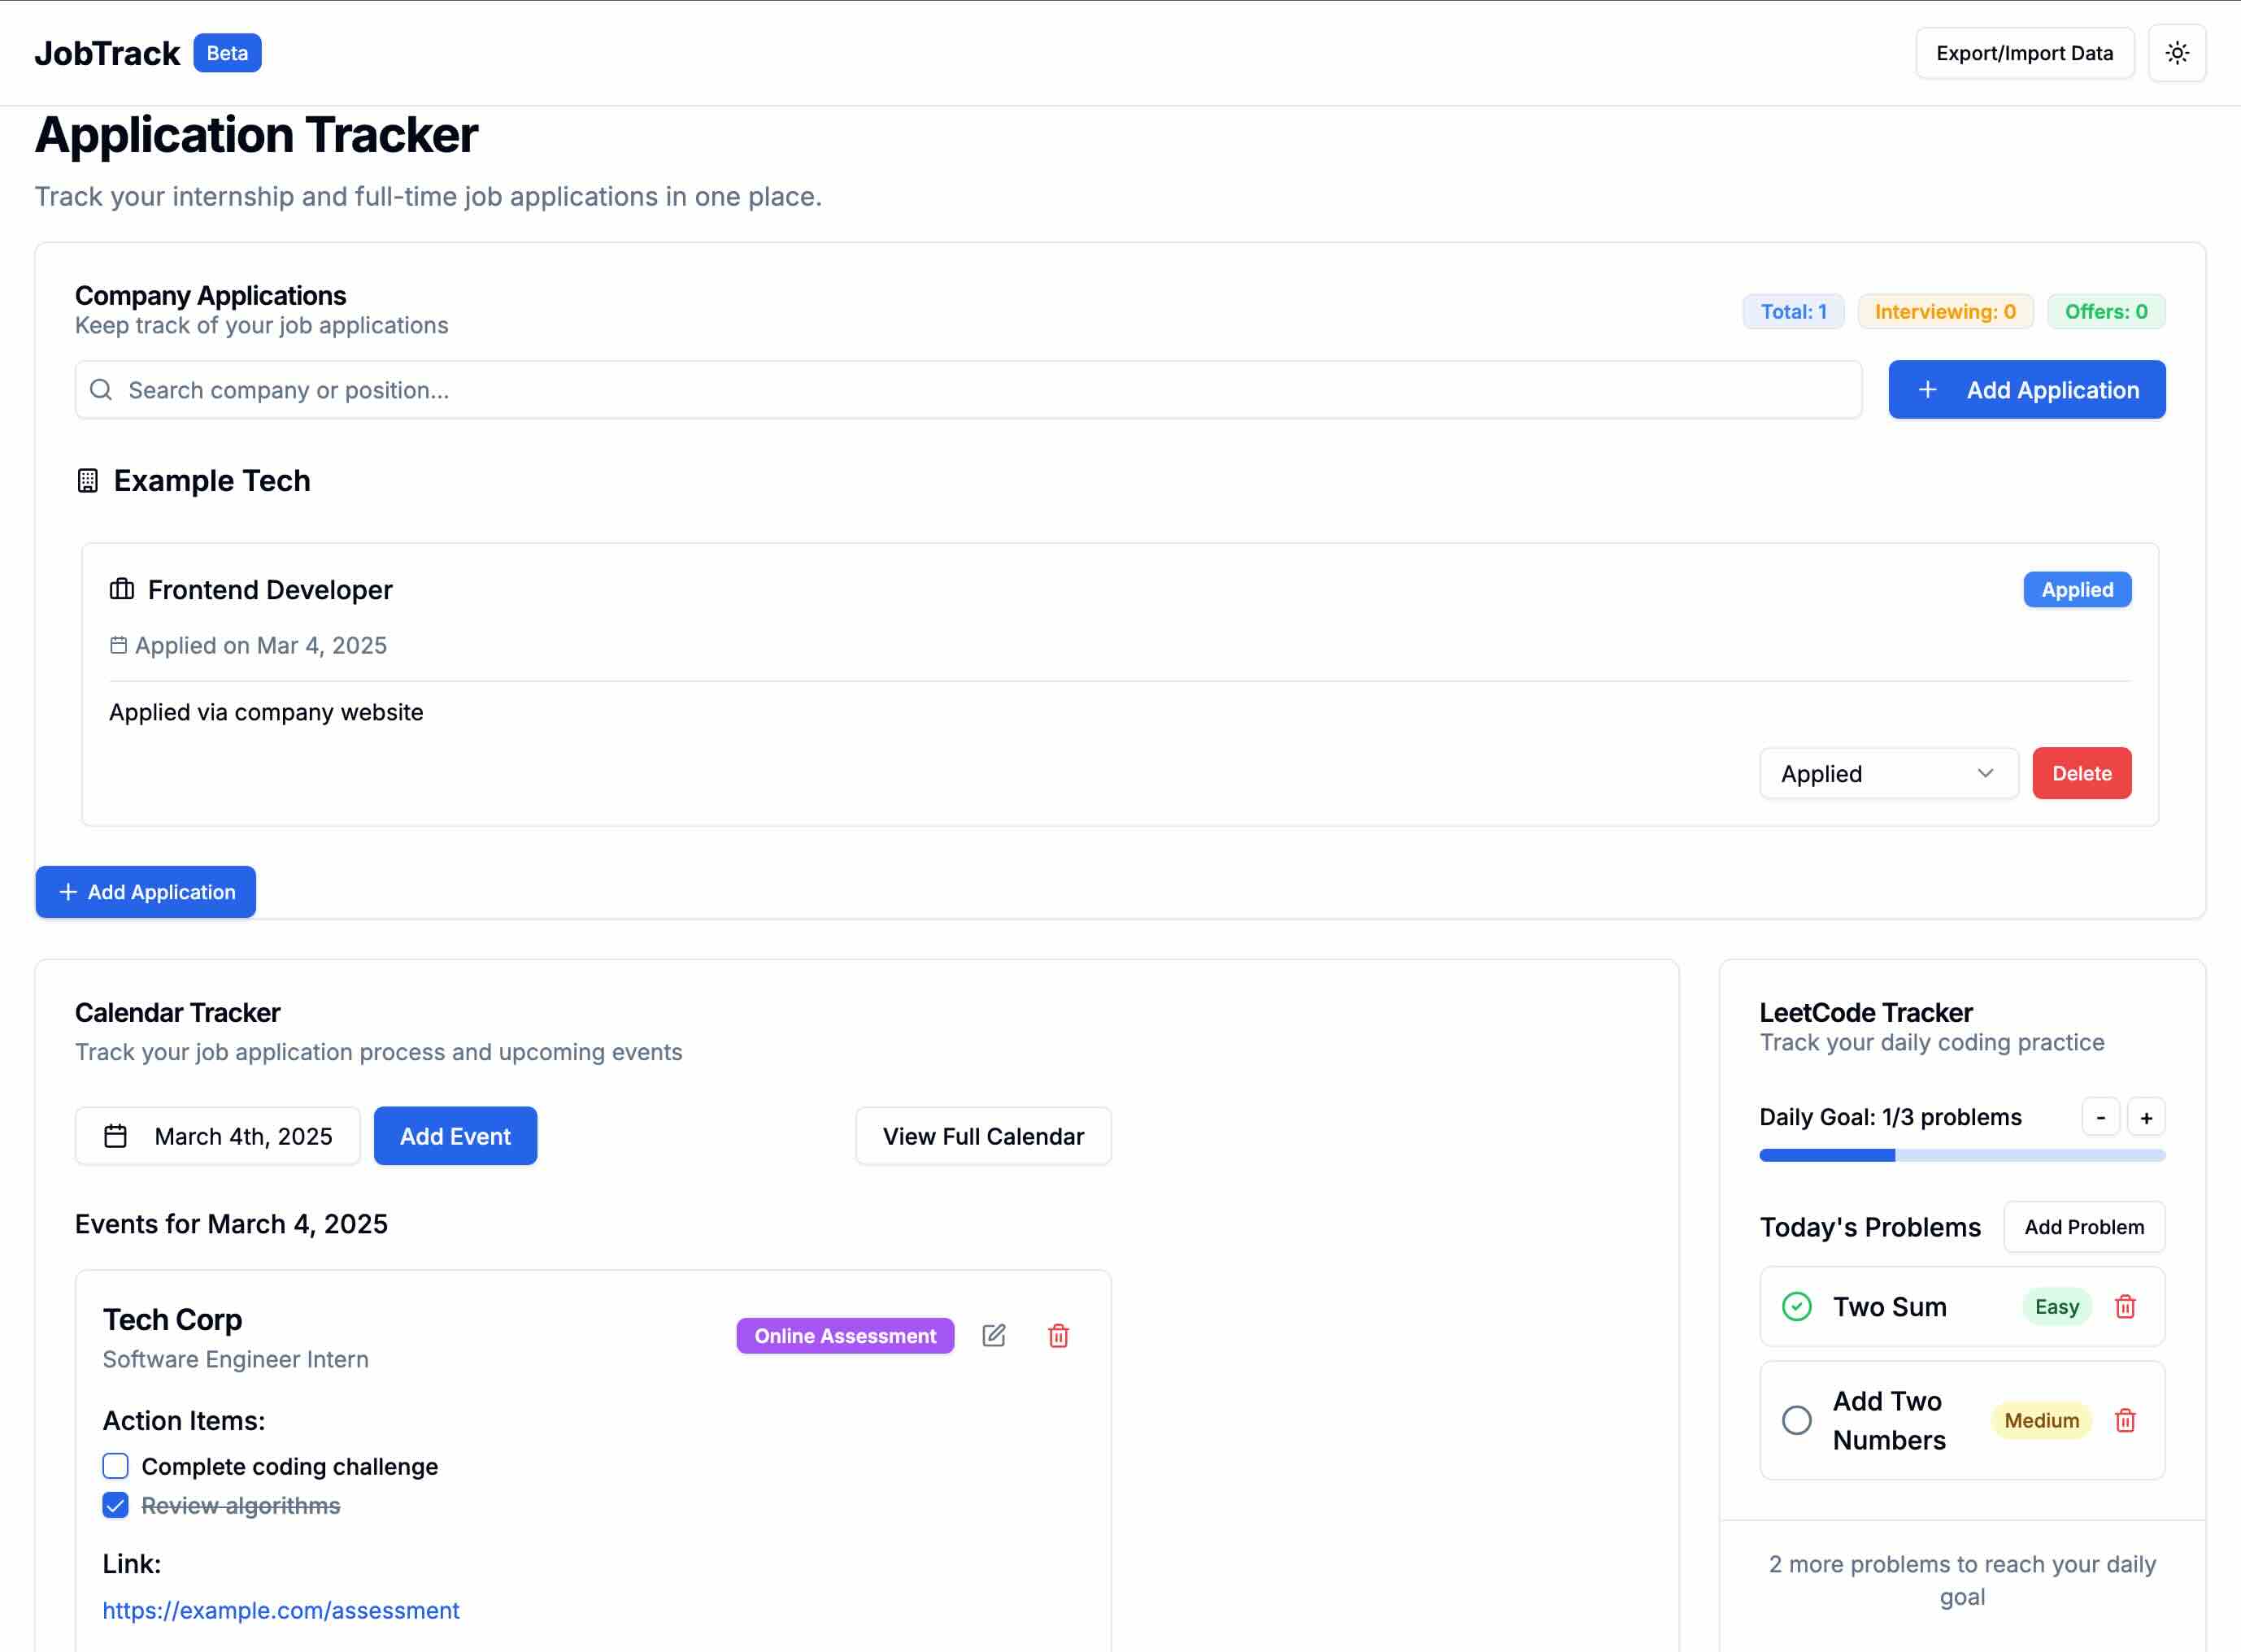 JobTrack Beta
Export/Import Data
Application Tracker
Track your internship and full-time job applications in one place.
Company Applications
Keep track of your job applications
Total: 1
Interviewing: 0
Offers: 0
Search company or position...
+ Add Application
Example Tech
Frontend Developer
Applied
Applied on Mar 4, 2025
Applied via company website
Applied
Delete
+ Add Application
Calendar Tracker
Track your job application process and upcoming events
March 4th, 2025
Add Event
View Full Calendar
Events for March 4, 2025
Tech Corp
Software Engineer Intern
Online Assessment
Action Items:
Complete coding challenge
Review algorithms
Link:
https://example.com/assessment
LeetCode Tracker
Track your daily coding practice
Daily Goal: 1/3 problems
- +
Today's Problems
Add Problem
Two Sum
Easy
Add Two
Numbers
Medium
2 more problems to reach your daily
goal